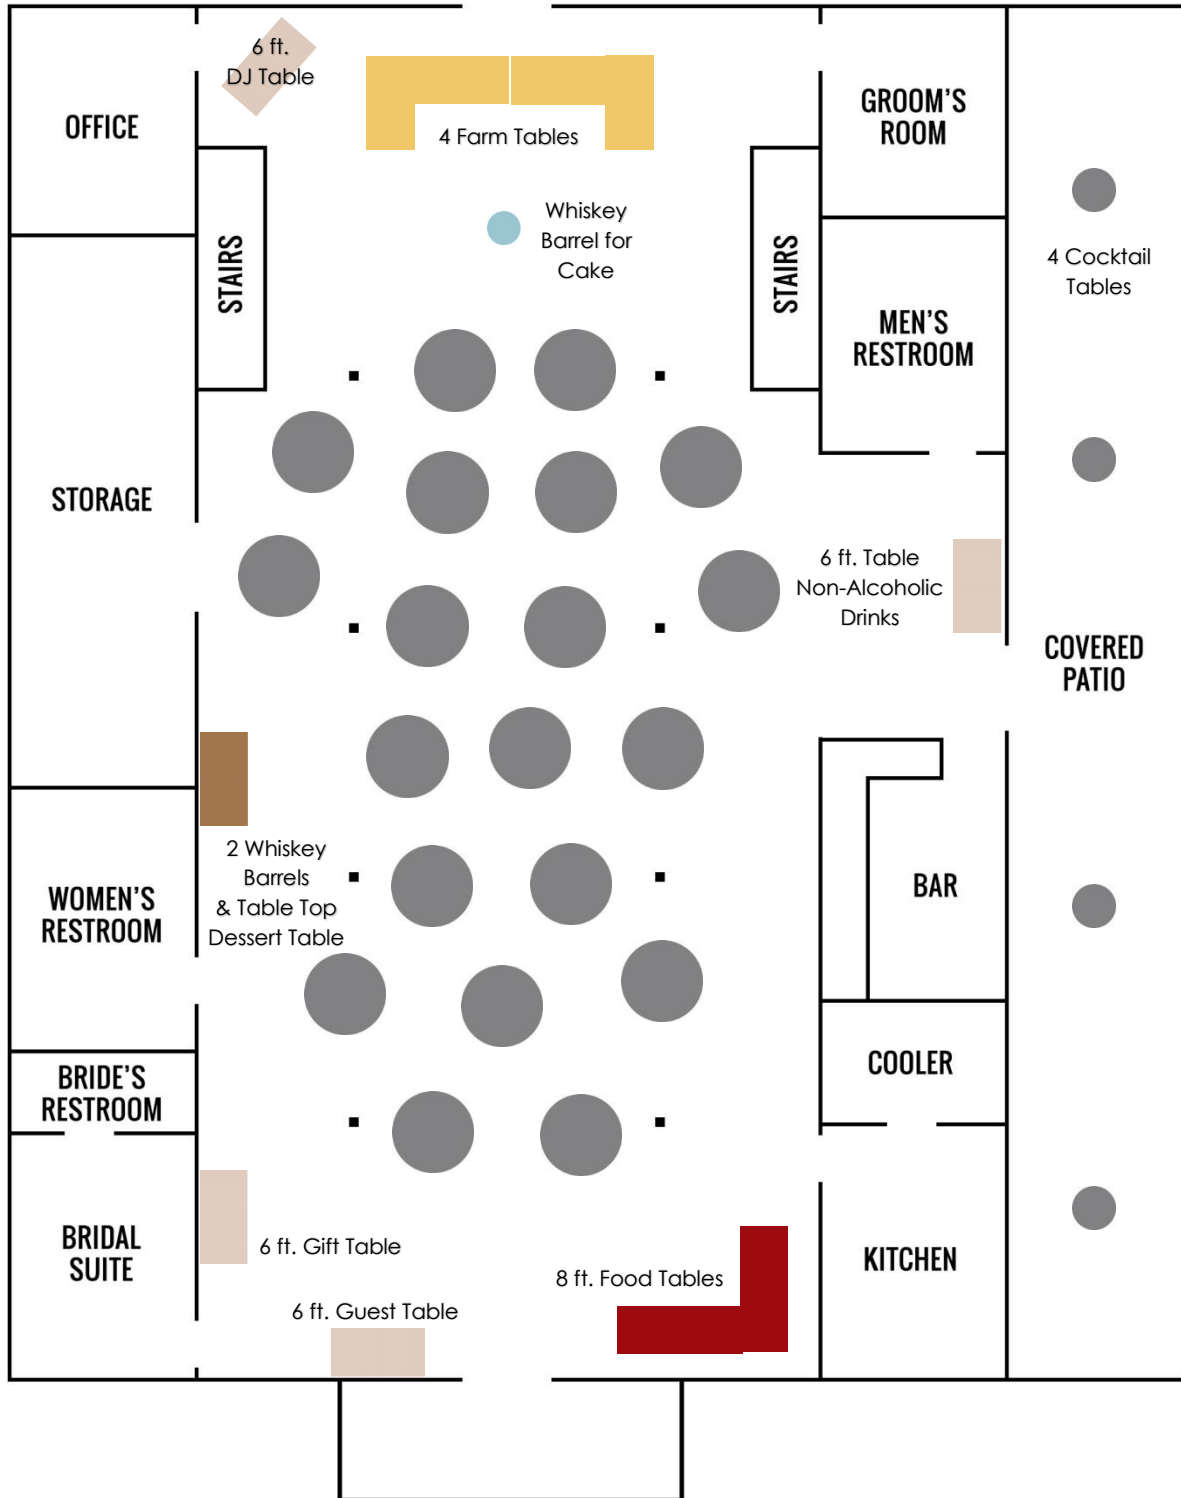 6 ft.
DJ Table
OFFICE
4 Farm Tables
GROOM'S
ROOM
STAIRS
Whiskey
Barrel for
Cake
STAIRS
4 Cocktail
Tables
MEN'S
RESTROOM
STORAGE
6 ft. Table
Non-Alcoholic
Drinks
COVERED
PATIO
2 Whiskey
Barrels
& Table Top
Dessert Table
WOMEN'S
RESTROOM
BAR
COOLER
BRIDE'S
RESTROOM
BRIDAL
SUITE
6 ft. Gift Table
8 ft. Food Tables
KITCHEN
6 ft. Guest Table